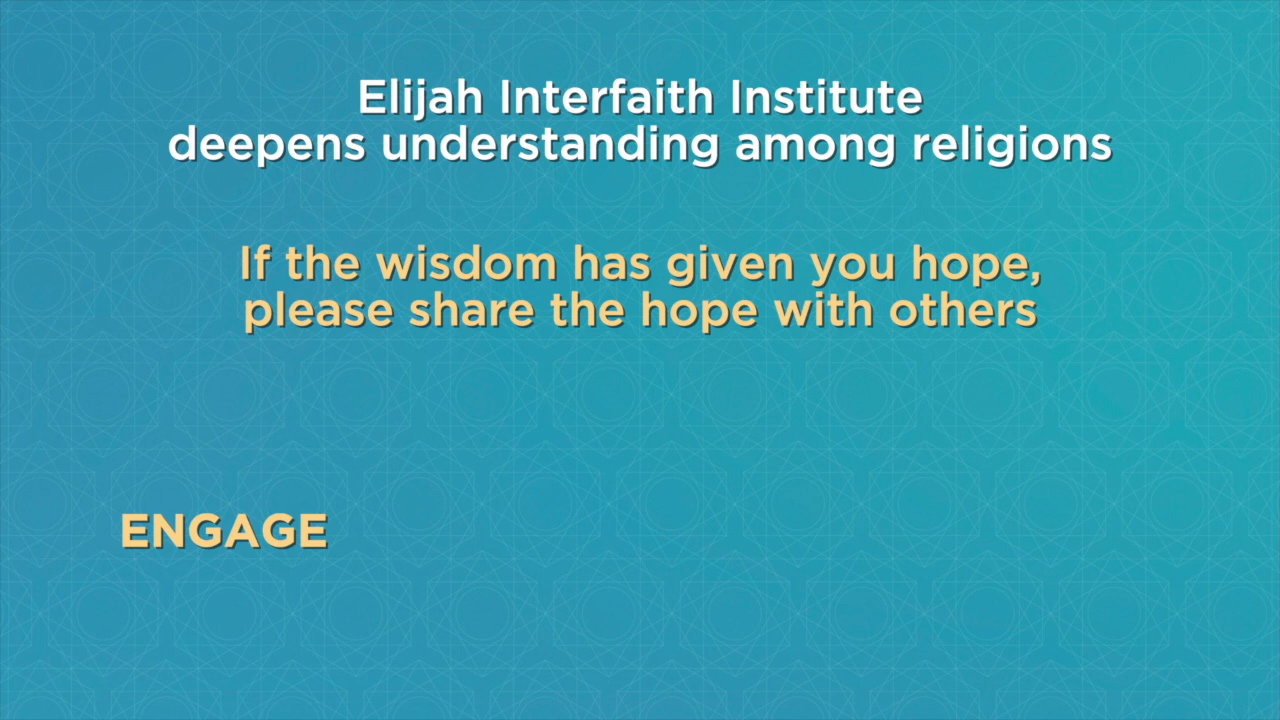 Elijah Interfaith Institute
deepens understanding among religions
If the wisdom has given you hope,
please share the hope with others
ENGAGE